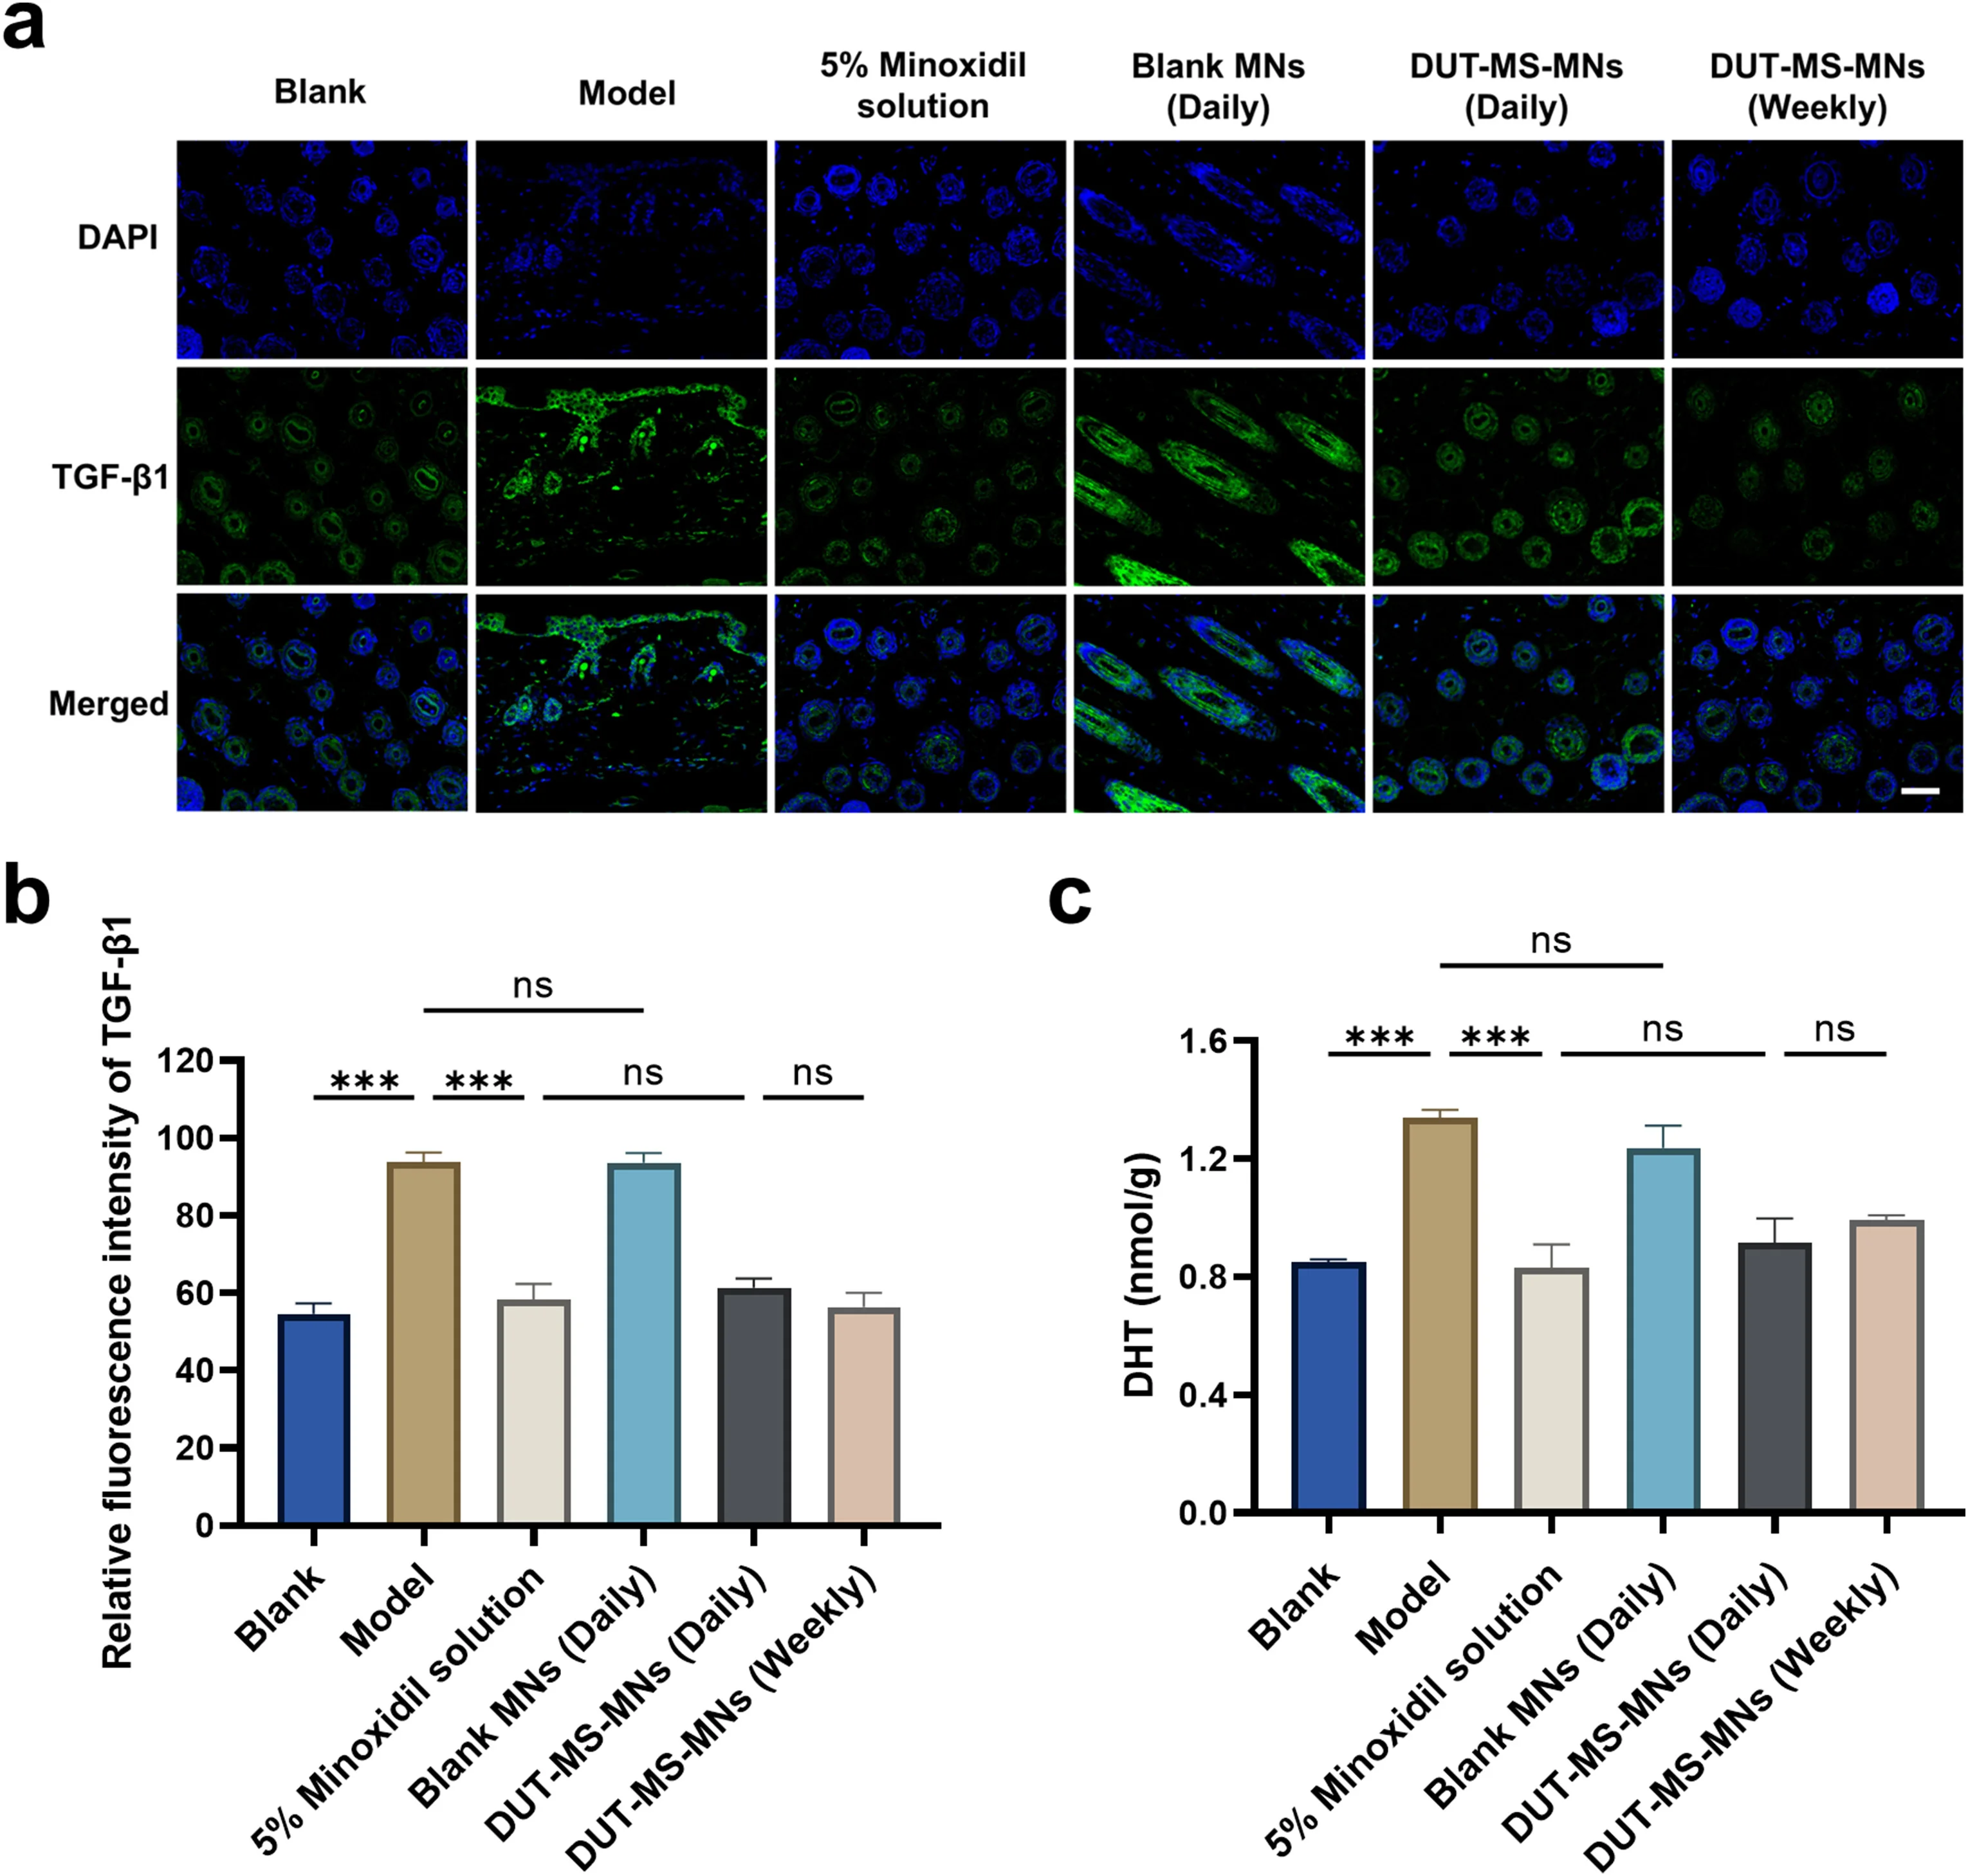 a
Blank
Model
5% Minoxidil
solution
Blank MNs
(Daily)
DUT-MS-MNs
(Daily)
DUT-MS-MNs
(Weekly)
DAPI
TGF-β1
Merged
b
Relative fluorescence intensity of TGF-β1
ns
***
***
ns
ns
120
100
80
60
40
20
0
Blank
Model
5% Minoxidil solution
Blank MNs (Daily)
DUT-MS-MNs (Daily)
DUT-MS-MNs (Weekly)
c
DHT (nmol/g)
ns
***
***
ns
ns
1.6
1.2
0.8
0.4
0.0
Blank
Model
5% Minoxidil solution
Blank MNs (Daily)
DUT-MS-MNs (Daily)
DUT-MS-MNs (Weekly)